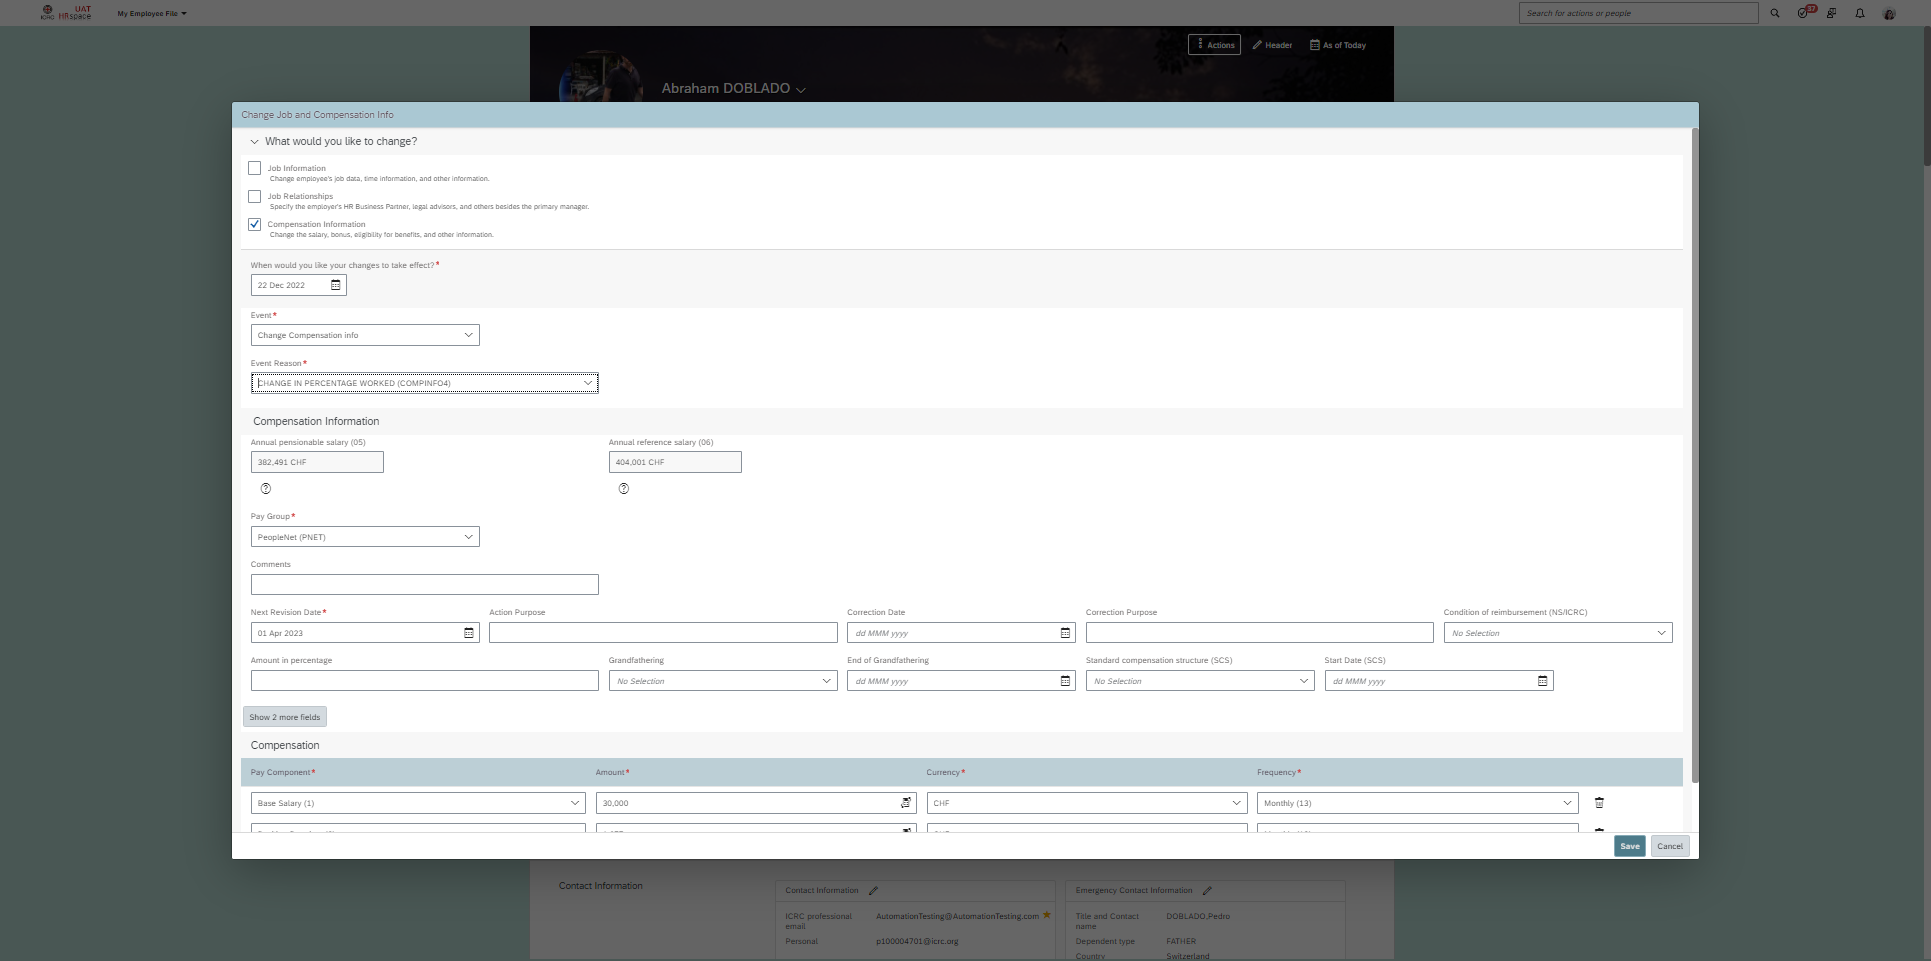 ICRC UAT HRspace
My Employee File
Search for actions or people
37
Actions
Header
As of Today
Abraham DOBLADO
Change Job and Compensation Info
What would you like to change?
Job Information
Change employee's job data, time information, and other information.
Job Relationships
Specify the employer's HR Business Partner, legal advisors, and others besides the primary manager.
Compensation Information
Change the salary, bonus, eligibility for benefits, and other information.
When would you like your changes to take effect?*
22 Dec 2022
Event*
Change Compensation info
Event Reason*
CHANGE IN PERCENTAGE WORKED (COMPINFO4)
Compensation Information
Annual pensionable salary (05) Annual reference salary (06)
382,491 CHF 404,001 CHF
Pay Group*
PeopleNet (PNET)
Comments
Next Revision Date* Action Purpose Correction Date Correction Purpose Condition of reimbursement (NS/ICRC)
01 Apr 2023 dd MMM yyyy No Selection
Amount in percentage Grandfathering End of Grandfathering Standard compensation structure (SCS) Start Date (SCS)
No Selection dd MMM yyyy No Selection dd MMM yyyy
Show 2 more fields
Compensation
Pay Component* Amount* Currency* Frequency*
Base Salary (1) 30,000 CHF Monthly (13)
Save Cancel
Contact Information Contact Information Emergency Contact Information
ICRC professional email AutomationTesting@AutomationTesting.com Title and Contact name DOBLADO,Pedro
Personal p100004701@icrc.org Dependent type FATHER
Country Switzerland